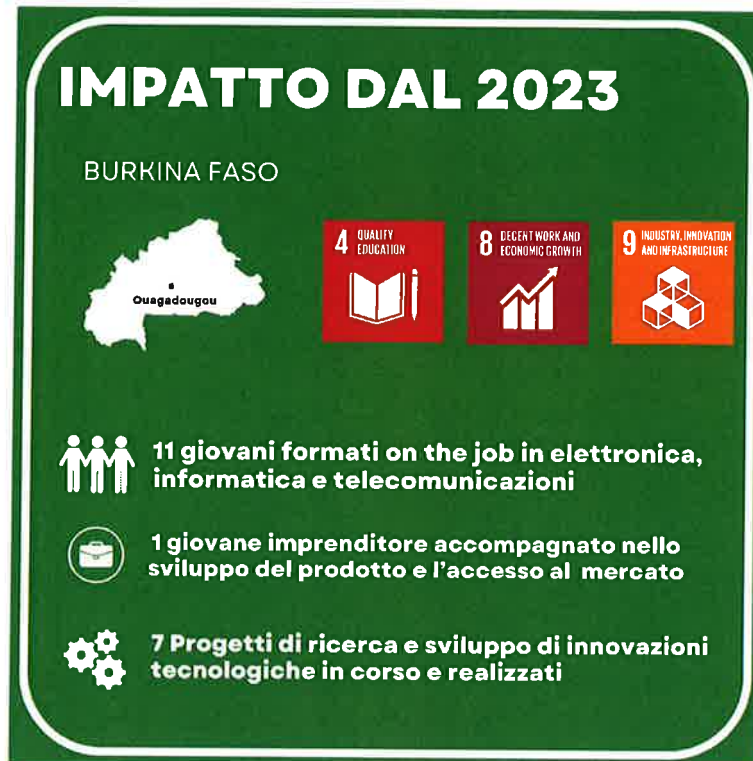 IMPATTO DAL 2023
BURKINA FASO
Ouagadougou
4 QUALITY
EDUCATION
8 DECENT WORK AND
ECONOMIC GROWTH
9 INDUSTRY, INNOVATION
AND INFRASTRUCTURE
11 giovani formati on the job in elettronica,
informatica e telecomunicazioni
1 giovane imprenditore accompagnato nello
sviluppo del prodotto e l'accesso al mercato
7 Progetti di ricerca e sviluppo di innovazioni
tecnologiche in corso e realizzati